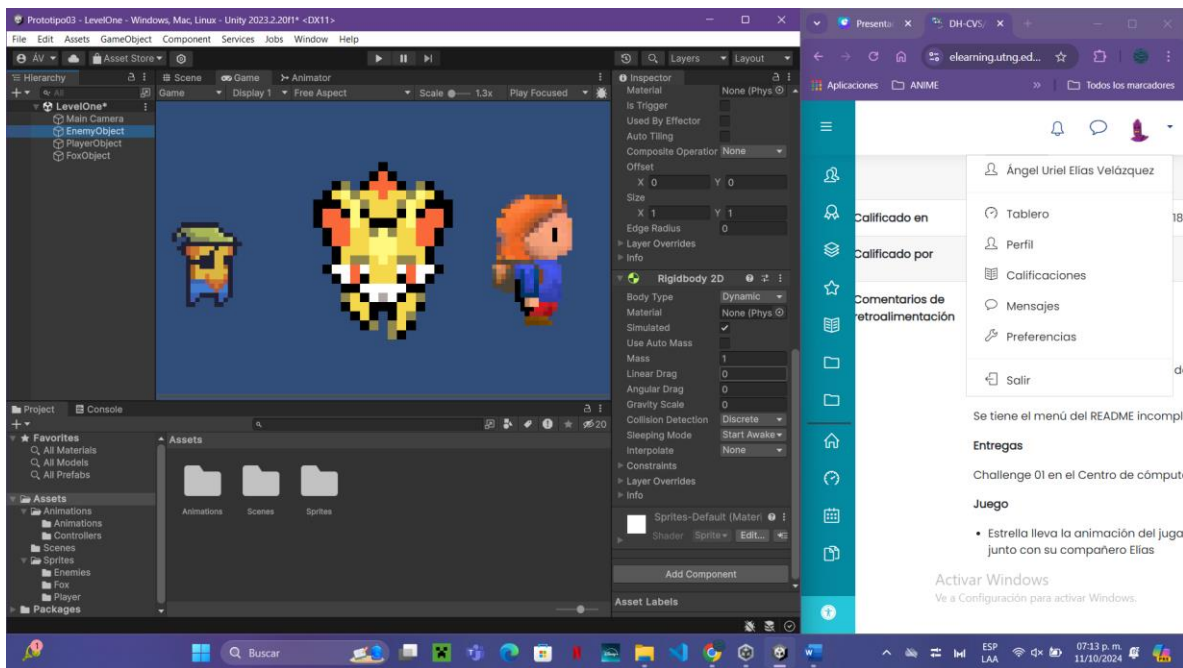 Prototipo03 - LevelOne - Windows, Mac, Linux - Unity 2023.2.20f1* <DX11>
File Edit Assets GameObject Component Services Jobs Window Help
ÁV Asset Store Layers Layout
Hierarchy
All
LevelOne*
Main Camera
EnemyObject
PlayerObject
FoxObject
Scene Game Animator
Game Display 1 Free Aspect Scale 1.3x Play Focused
Inspector
Material None (Phys
Is Trigger
Used By Effector
Auto Tiling
Composite Operation None
Offset
X 0 Y 0
Size
X 1 Y 1
Edge Radius 0
Layer Overrides
Info
Rigidbody 2D
Body Type Dynamic
Material None (Phys
Simulated
Use Auto Mass
Mass 1
Linear Drag 0
Angular Drag 0
Gravity Scale 0
Collision Detection Discrete
Sleeping Mode Start Awake
Interpolate None
Constraints
Layer Overrides
Info
Sprites-Default (Materi
Shader Sprite Edit...
Add Component
Asset Labels
Project Console
20
Favorites
All Materials
All Models
All Prefabs
Assets
Animations
Animations
Controllers
Scenes
Sprites
Enemies
Fox
Player
Packages
Assets
Animations Scenes Sprites
Presenta DH-CVS/
elearning.utng.ed...
Aplicaciones ANIME » Todos los marcadores
Ángel Uriel Elías Velázquez
Tablero
Perfil
Calificaciones
Mensajes
Preferencias
Salir
Calificado en 18
Calificado por
Comentarios de
retroalimentación
d
Se tiene el menú del README incompl
Entregas
Challenge 01 en el Centro de cómput
Juego
• Estrella lleva la animación del juga
junto con su compañero Elías
Activar Windows
Ve a Configuración para activar Windows.
Buscar
ESP
LAA
07:13 p. m.
11/10/2024